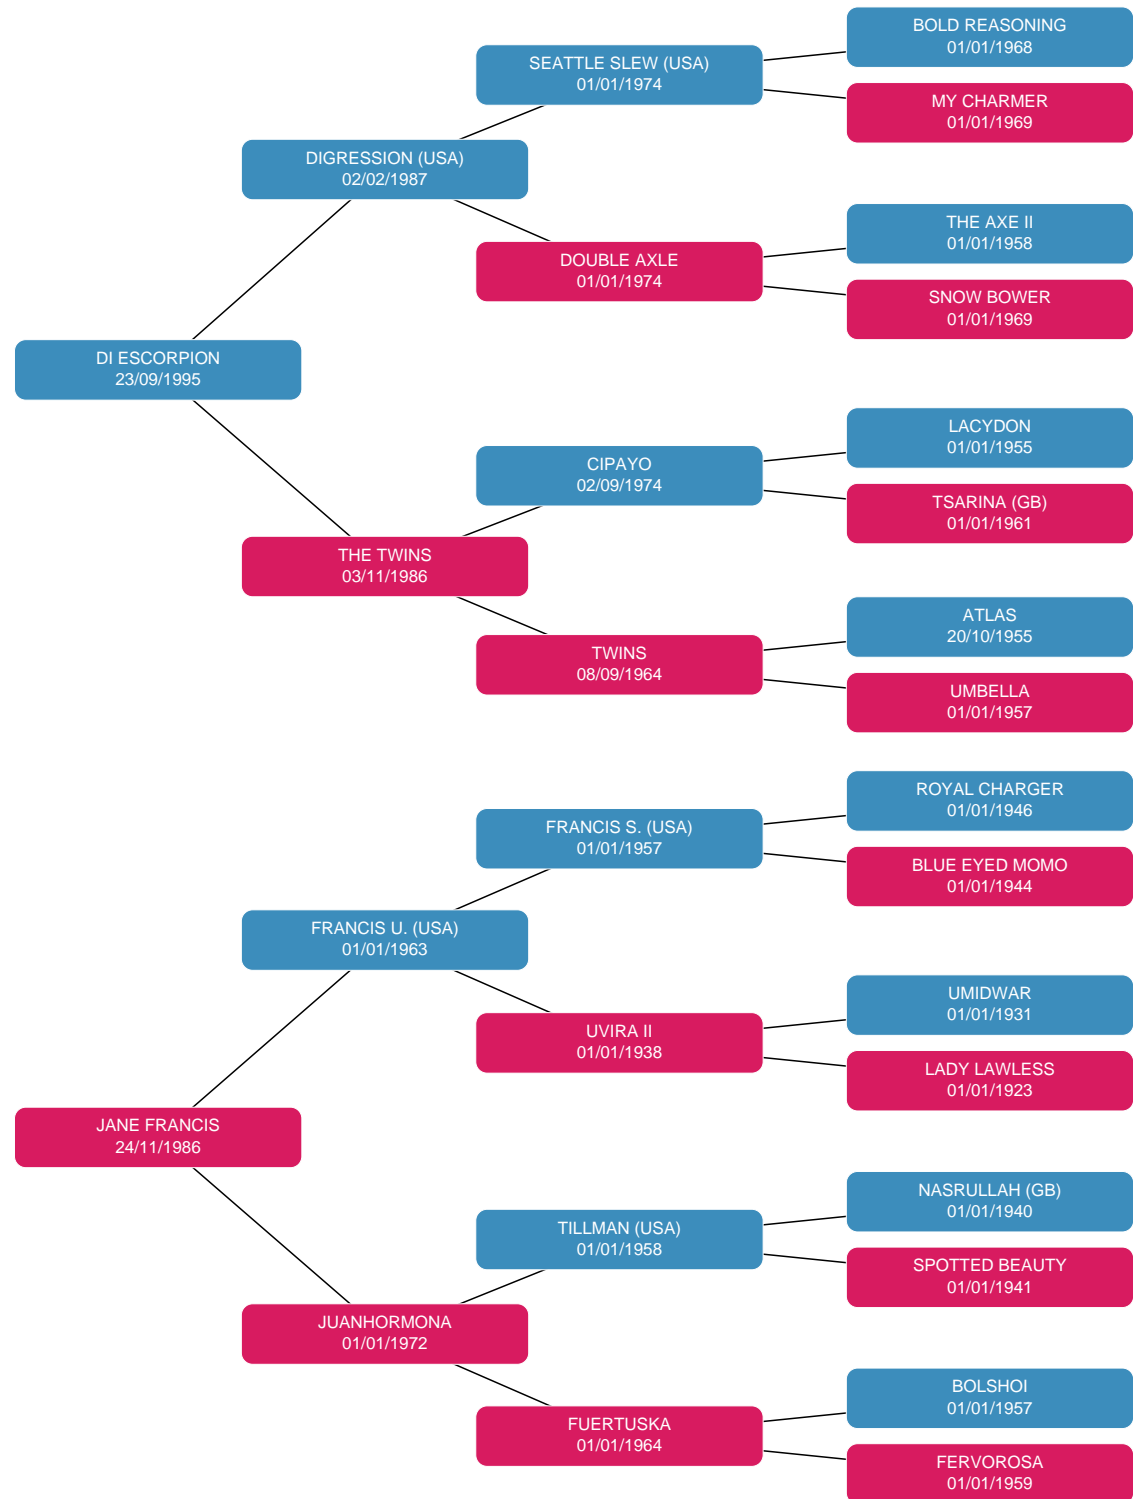 BOLD REASONING
01/01/1968
SEATTLE SLEW (USA)
01/01/1974
MY CHARMER
01/01/1969
DIGRESSION (USA)
02/02/1987
THE AXE II
01/01/1958
DOUBLE AXLE
01/01/1974
SNOW BOWER
01/01/1969
DI ESCORPION
23/09/1995
LACYDON
01/01/1955
CIPAYO
02/09/1974
TSARINA (GB)
01/01/1961
THE TWINS
03/11/1986
ATLAS
20/10/1955
TWINS
08/09/1964
UMBELLA
01/01/1957
ROYAL CHARGER
01/01/1946
FRANCIS S. (USA)
01/01/1957
BLUE EYED MOMO
01/01/1944
FRANCIS U. (USA)
01/01/1963
UMIDWAR
01/01/1931
UVIRA II
01/01/1938
LADY LAWLESS
01/01/1923
JANE FRANCIS
24/11/1986
NASRULLAH (GB)
01/01/1940
TILLMAN (USA)
01/01/1958
SPOTTED BEAUTY
01/01/1941
JUANHORMONA
01/01/1972
BOLSHOI
01/01/1957
FUERTUSKA
01/01/1964
FERVOROSA
01/01/1959